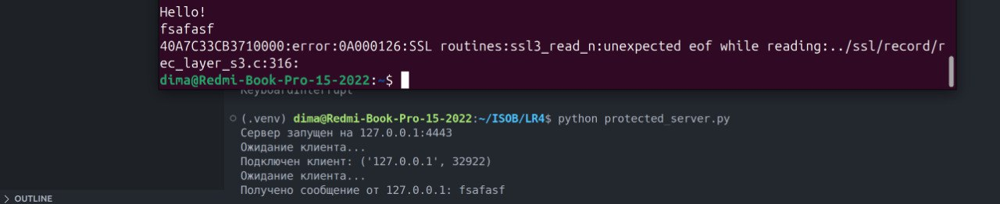 Hello!
fsafasf
40A7C33CB3710000:error:0A000126:SSL routines:ssl3_read_n:unexpected eof while reading:../ssl/record/r
ec_layer_s3.c:316:
dima@Redmi-Book-Pro-15-2022:~$
KeyboardInterrupt
(.venv) dima@Redmi-Book-Pro-15-2022:~/ISOB/LR4$ python protected_server.py
Сервер запущен на 127.0.0.1:4443
Ожидание клиента...
Подключен клиент: ('127.0.0.1', 32922)
Ожидание клиента...
Получено сообщение от 127.0.0.1: fsafasf
OUTLINE